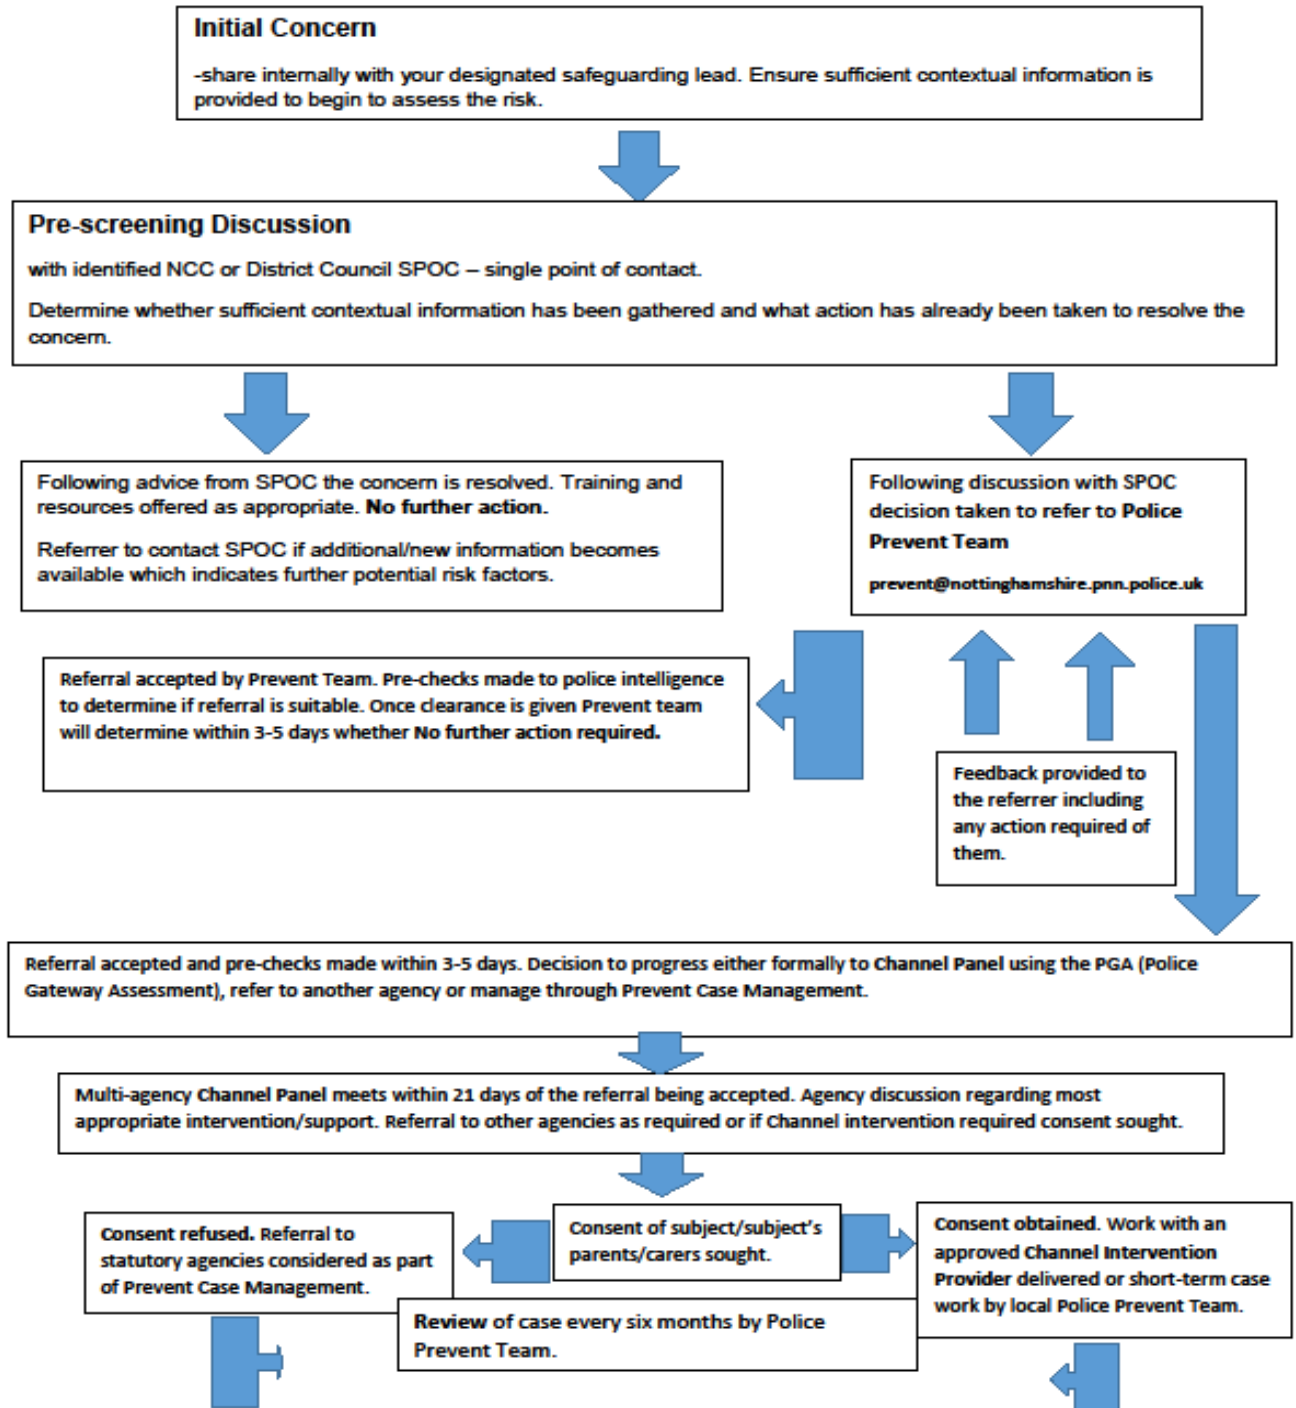 Initial Concern
-share internally with your designated safeguarding lead. Ensure sufficient contextual information is
provided to begin to assess the risk.
Pre-screening Discussion
with identified NCC or District Council SPOC – single point of contact.
Determine whether sufficient contextual information has been gathered and what action has already been taken to resolve the
concern.
Following advice from SPOC the concern is resolved. Training and
resources offered as appropriate. No further action.
Referrer to contact SPOC if additional/new information becomes
available which indicates further potential risk factors.
Following discussion with SPOC
decision taken to refer to Police
Prevent Team
prevent@nottinghamshire.pnn.police.uk
Referral accepted by Prevent Team. Pre-checks made to police intelligence
to determine if referral is suitable. Once clearance is given Prevent team
will determine within 3-5 days whether No further action required.
Feedback provided to
the referrer including
any action required of
them.
Referral accepted and pre-checks made within 3-5 days. Decision to progress either formally to Channel Panel using the PGA (Police
Gateway Assessment), refer to another agency or manage through Prevent Case Management.
Multi-agency Channel Panel meets within 21 days of the referral being accepted. Agency discussion regarding most
appropriate intervention/support. Referral to other agencies as required or if Channel intervention required consent sought.
Consent refused. Referral to
statutory agencies considered as part
of Prevent Case Management.
Consent of subject/subject's
parents/carers sought.
Consent obtained. Work with an
approved Channel Intervention
Provider delivered or short-term case
work by local Police Prevent Team.
Review of case every six months by Police
Prevent Team.